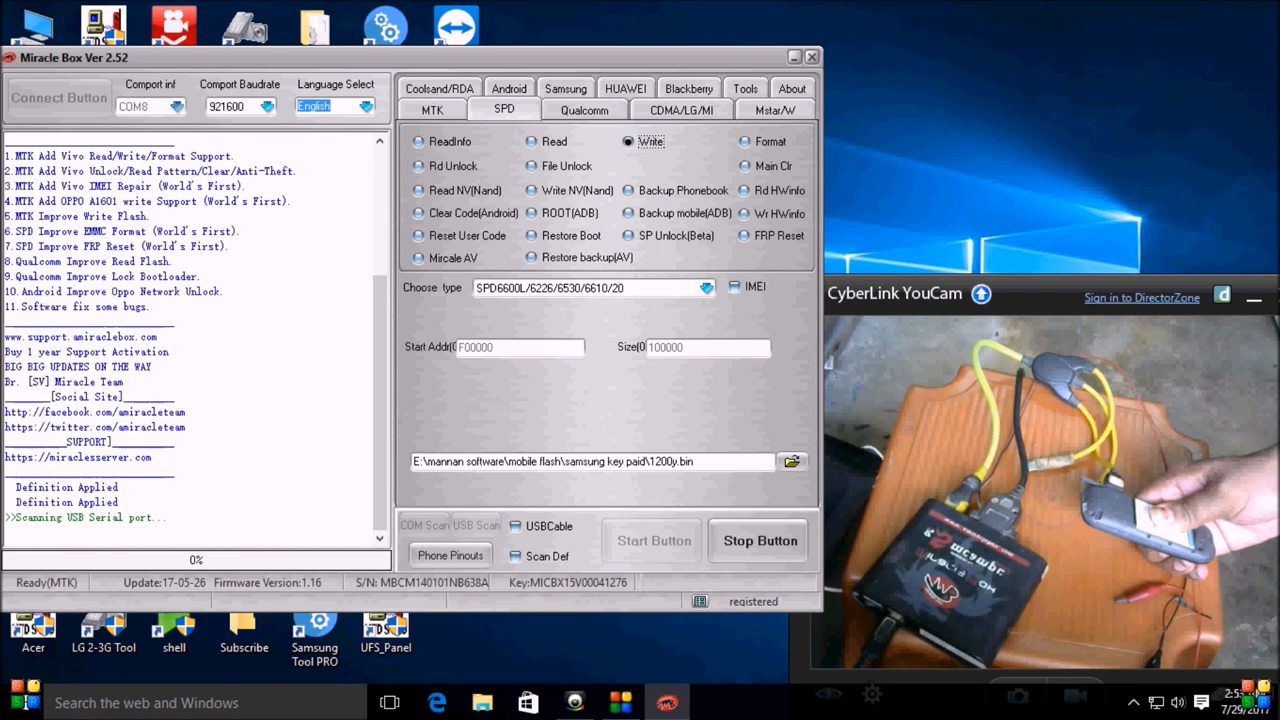 Miracle Box Ver 2.52
Connect Button
Comport inf
Comport Baudrate
Language Select
COM8
921600
English
1.MTK Add Vivo Read/Write/Format Support.
2.MTK Add Vivo Unlock/Read Pattern/Clear/Anti-Theft.
3.MTK Add Vivo IMEI Repair (World's First).
4.MTK Add OPPO A1601 write Support (World's First).
5.MTK Improve Write Flash.
6.SPD Improve EMMC Format (World's First).
7.SPD Improve FRP Reset (World's First).
8.Qualcomm Improve Read Flash.
9.Qualcomm Improve Lock Bootloader.
10.Android Improve Oppo Network Unlock.
11.Software fix some bugs.
www.support.amiraclebox.com
Buy 1 year Support Activation
BIG BIG UPDATES ON THE WAY
Br. [SV] Miracle Team
_______[Social Site]_______
http://facebook.com/amiracleteam
https://twitter.com/amiracleteam
_________SUPPORT]_________
https://miraclesserver.com
Definition Applied
Definition Applied
>>Scanning USB Serial port...
0%
Coolsand/RDA Android Samsung HUAWEI Blackberry Tools About
MTK SPD Qualcomm CDMA/LG/MI Mstar/W
ReadInfo Read Write Format
Rd Unlock File Unlock Main Clr
Read NV(Nand) Write NV(Nand) Backup Phonebook Rd HWinfo
Clear Code(Android) ROOT(ADB) Backup mobile(ADB) Wr HWinfo
Reset User Code Restore Boot SP Unlock(Beta) FRP Reset
Mircale AV Restore backup(AV)
Choose type SPD6600L/6226/6530/6610/20 IMEI
Start Addr(0 F00000 Size(0 100000
E:\mannan software\mobile flash\samsung key paid\1200y.bin
COM Scan USB Scan USBCable
Phone Pinouts Scan Def
Start Button Stop Button
Ready(MTK) Update:17-05-26 Firmware Version:1.16 S/N: MBCM140101NB638A Key:MICBX15V00041276
registered
CyberLink YouCam
Sign in to DirectorZone
d
Acer
LG 2-3G Tool
shell
Subscribe
Samsung Tool PRO
UFS_Panel
Search the web and Windows